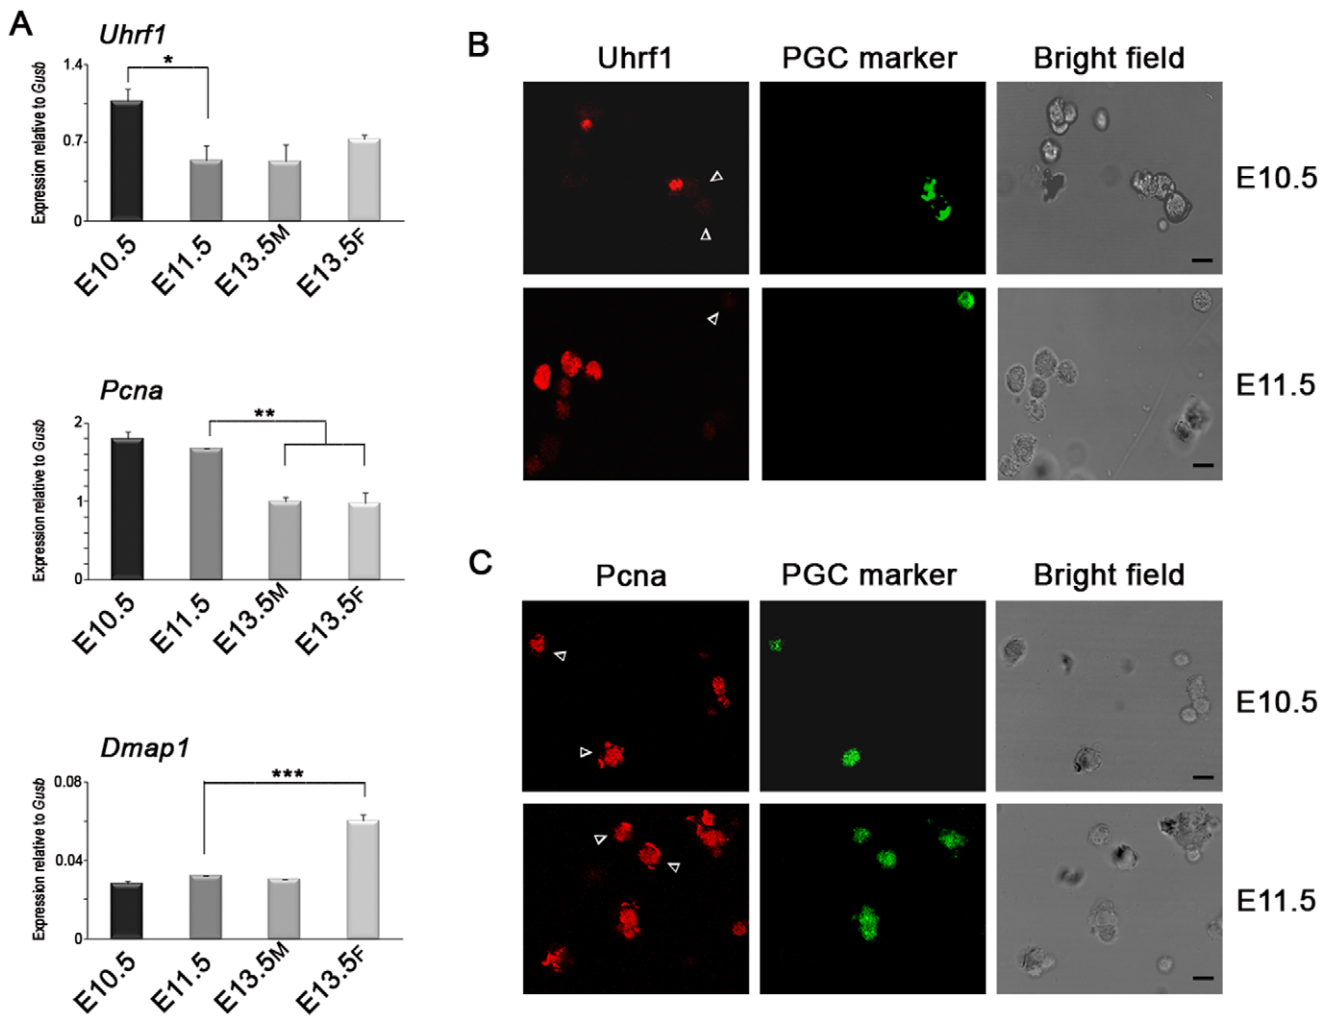 A
Uhrf1
Expression relative to Gusb
1.4
0.7
0
*
E10.5
E11.5
E13.5M
E13.5F
Pcna
Expression relative to Gusb
2
1
0
**
E10.5
E11.5
E13.5M
E13.5F
Dmap1
Expression relative to Gusb
0.08
0.04
0
***
E10.5
E11.5
E13.5M
E13.5F
B
Uhrf1 PGC marker Bright field
E10.5
E11.5
C
Pcna PGC marker Bright field
E10.5
E11.5